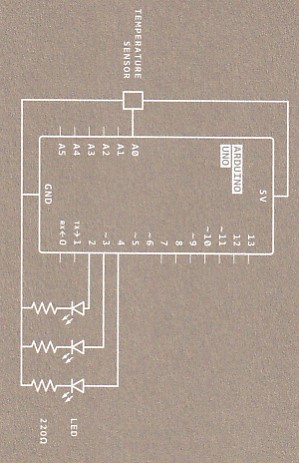 5V
ARDUINO
UNO
13
12
~11
~10
~9
8
7
~6
~5
4
~3
2
TX→1
RX←0
TEMPERATURE
SENSOR
A0
A1
A2
A3
A4
A5
GND
LED
220Ω